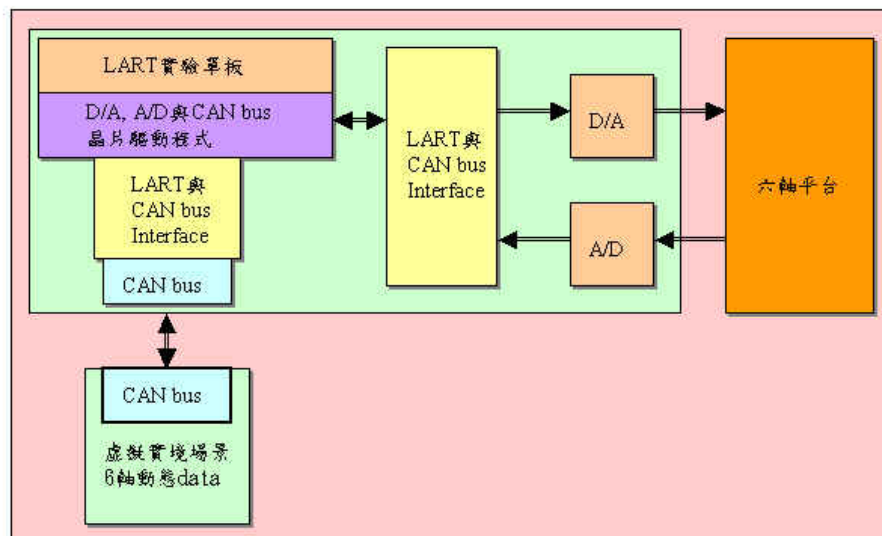 LART實驗單板
D/A, A/D與CAN bus
晶片驅動程式
LART與
CAN bus
Interface
CAN bus
LART與
CAN bus
Interface
D/A
A/D
六軸平台
CAN bus
虛擬實境場景
6軸動態data